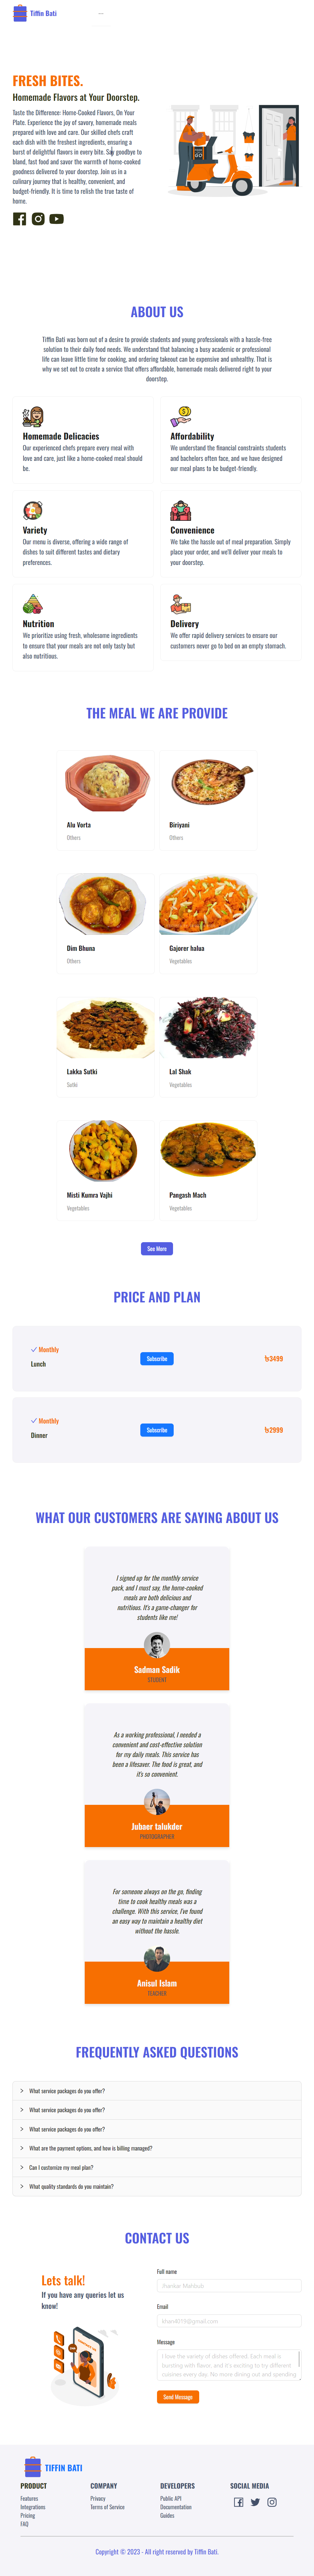 Tiffin Bati
FRESH BITES.
Homemade Flavors at Your Doorstep.
Taste the Difference: Home-Cooked Flavors, On Your
Plate. Experience the joy of savory, homemade meals
prepared with love and care. Our skilled chefs craft
each dish with the freshest ingredients, ensuring a
burst of delightful flavors in every bite. Say goodbye to
bland, fast food and savor the warmth of home-cooked
goodness delivered to your doorstep. Join us in a
culinary journey that is healthy, convenient, and
budget-friendly. It is time to relish the true taste of
home.
ABOUT US
Tiffin Bati was born out of a desire to provide students and young professionals with a hassle-free
solution to their daily food needs. We understand that balancing a busy academic or professional
life can leave little time for cooking, and ordering takeout can be expensive and unhealthy. That is
why we set out to create a service that offers affordable, homemade meals delivered right to your
doorstep.
Homemade Delicacies
Our experienced chefs prepare every meal with
love and care, just like a home-cooked meal should
be.
Affordability
We understand the financial constraints students
and bachelors often face, and we have designed
our meal plans to be budget-friendly.
Variety
Our menu is diverse, offering a wide range of
dishes to suit different tastes and dietary
preferences.
Convenience
We take the hassle out of meal preparation. Simply
place your order, and we'll deliver your meals to
your doorstep.
Nutrition
We prioritize using fresh, wholesome ingredients
to ensure that your meals are not only tasty but
also nutritious.
Delivery
We offer rapid delivery services to ensure our
customers never go to bed on an empty stomach.
THE MEAL WE ARE PROVIDE
Alu Vorta
Others
Biriyani
Others
Dim Bhuna
Others
Gajorer halua
Vegetables
Lakka Sutki
Sutki
Lal Shak
Vegetables
Misti Kumra Vajhi
Vegetables
Pangash Mach
Vegetables
See More
PRICE AND PLAN
Monthly
Lunch
Subscribe
৳3499
Monthly
Dinner
Subscribe
৳2999
WHAT OUR CUSTOMERS ARE SAYING ABOUT US
I signed up for the monthly service
pack, and I must say, the home-cooked
meals are both delicious and
nutritious. It's a game-changer for
students like me!
Sadman Sadik
STUDENT
As a working professional, I needed a
convenient and cost-effective solution
for my daily meals. This service has
been a lifesaver. The food is great, and
it's so convenient.
Jubaer talukder
PHOTOGRAPHER
For someone always on the go, finding
time to cook healthy meals was a
challenge. With this service, I've found
an easy way to maintain a healthy diet
without the hassle.
Anisul Islam
TEACHER
FREQUENTLY ASKED QUESTIONS
What service packages do you offer?
What service packages do you offer?
What service packages do you offer?
What are the payment options, and how is billing managed?
Can I customize my meal plan?
What quality standards do you maintain?
CONTACT US
Lets talk!
If you have any queries let us
know!
Full name
Jhankar Mahbub
Email
khan4019@gmail.com
Message
I love the variety of dishes offered. Each meal is
bursting with flavor, and it's exciting to try different
cuisines every day. No more dining out and spending
Send Message
TIFFIN BATI
PRODUCT
Features
Integrations
Pricing
FAQ
COMPANY
Privacy
Terms of Service
DEVELOPERS
Public API
Documentation
Guides
SOCIAL MEDIA
Copyright © 2023 - All right reserved by Tiffin Bati.